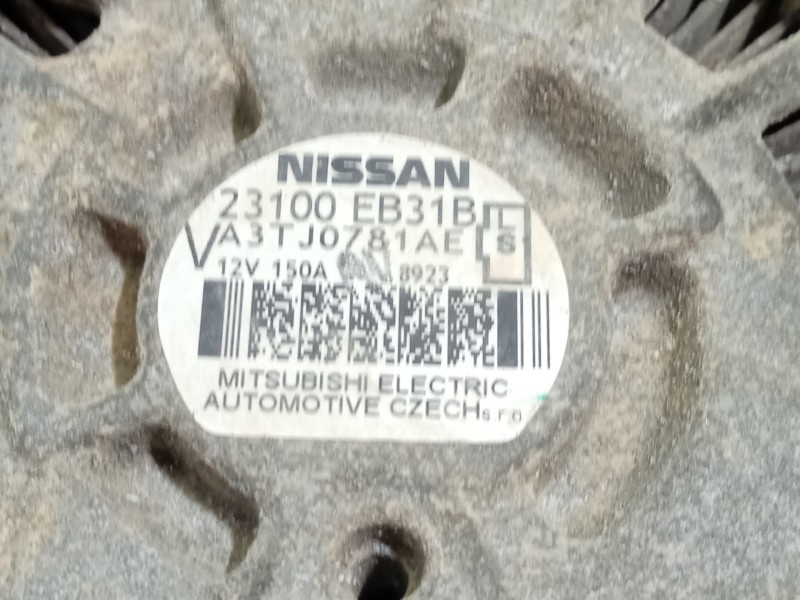 NISSAN
23100 EB31B
V A3TJ0781AE L S
12V 150A 8923
MITSUBISHI ELECTRIC
AUTOMOTIVE CZECH s.r.o